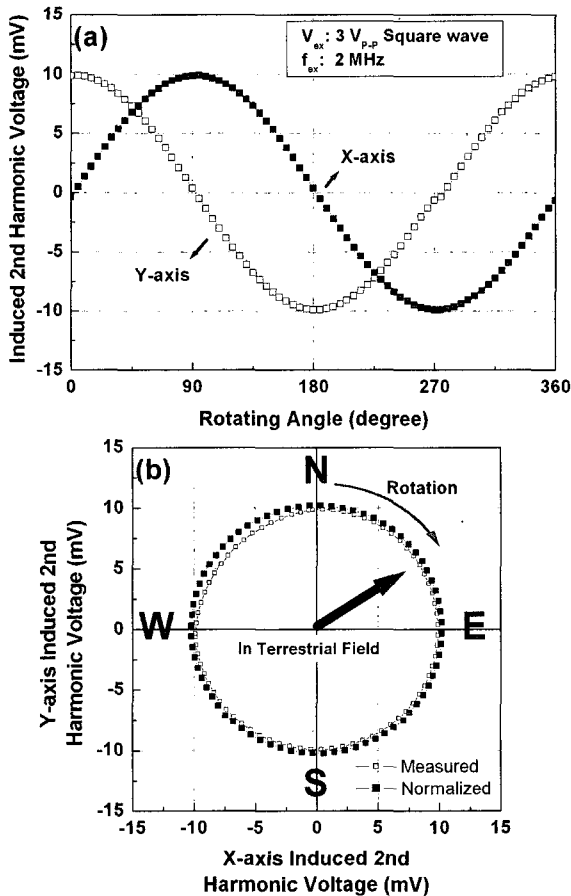 (a)
V_ex: 3 V_P-P Square wave
f_ex: 2 MHz
X-axis
Y-axis
Induced 2nd Harmonic Voltage (mV)
15
10
5
0
-5
-10
-15
0 90 180 270 360
Rotating Angle (degree)
(b)
N
Rotation
W
E
In Terrestrial Field
S
Measured
Normalized
Y-axis Induced 2nd
Harmonic Voltage (mV)
15
10
5
0
-5
-10
-15
-15 -10 -5 0 5 10 15
X-axis Induced 2nd
Harmonic Voltage (mV)